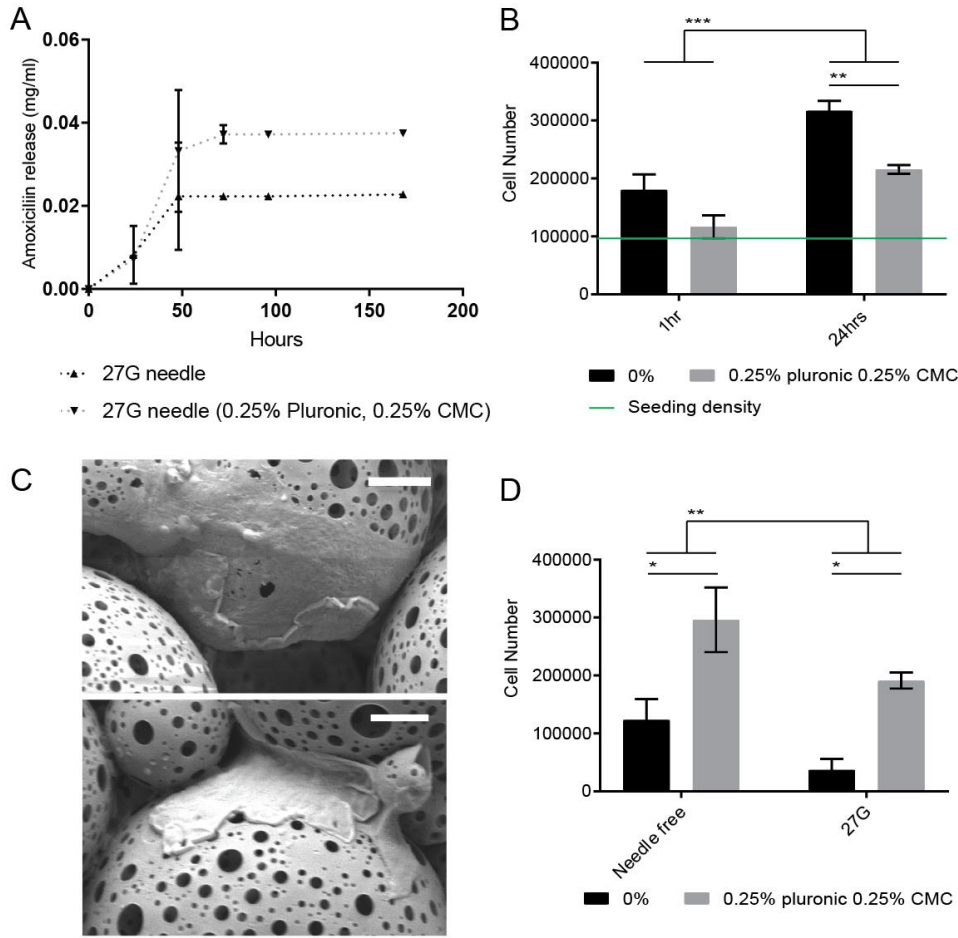 A
0.06
0.04
0.02
0.00
Amoxiciliin release (mg/ml)
0 50 100 150 200
Hours
27G needle
27G needle (0.25% Pluronic, 0.25% CMC)
B
***
**
400000
300000
200000
100000
0
Cell Number
1hr 24hrs
0% 0.25% pluronic 0.25% CMC
Seeding density
C
D
**
* *
400000
300000
200000
100000
0
Cell Number
Needle free 27G
0% 0.25% pluronic 0.25% CMC